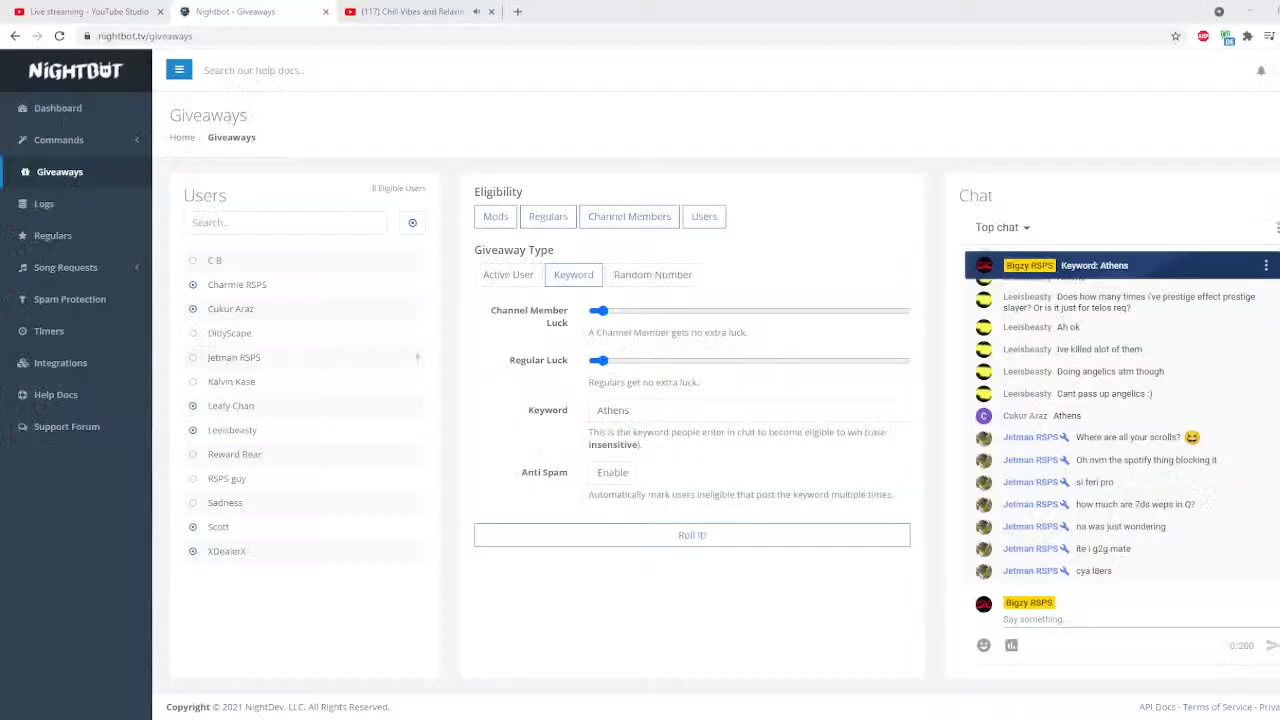 Live streaming - YouTube Studio
Nightbot - Giveaways
(117) Chill Vibes and Relaxin
nightbot.tv/giveaways
ABP
DE
NIGHTBOT
Search our help docs..
Dashboard
Commands
Giveaways
Logs
Regulars
Song Requests
Spam Protection
Timers
Integrations
Help Docs
Support Forum
Giveaways
Home
Giveaways
Users
8 Eligible Users
Search..
C B
Charmie RSPS
Cukur Araz
DittyScape
Jetman RSPS
Kalvin Kase
Leafy Chan
Leeisbeasty
Reward Bear
RSPS guy
Sadness
Scott
XDealerX
Eligibility
Mods
Regulars
Channel Members
Users
Giveaway Type
Active User
Keyword
Random Number
Channel Member
Luck
A Channel Member gets no extra luck.
Regular Luck
Regulars get no extra luck.
Keyword
Athens
This is the keyword people enter in chat to become eligible to win (case
insensitive).
Anti Spam
Enable
Automatically mark users ineligible that post the keyword multiple times.
Roll It!
Chat
Top chat
Bigzy RSPS Keyword: Athens
Leeisbeasty Does how many times i've prestige effect prestige
slayer? Or is it just for telos req?
Leeisbeasty Ah ok
Leeisbeasty Ive killed alot of them
Leeisbeasty Doing angelics atm though
Leeisbeasty Cant past up angelics :)
C Cukur Araz Athens
Jetman RSPS Where are all your scrolls?
Jetman RSPS Oh nvm the spotify thing blocking it
Jetman RSPS si feri pro
Jetman RSPS how much are 7ds weps in Q?
Jetman RSPS na was just wondering
Jetman RSPS ite i g2g mate
Jetman RSPS cya l8ers
Bigzy RSPS
Say something...
0/200
Copyright © 2021 NightDev, LLC. All Rights Reserved.
API Docs · Terms of Service · Priva